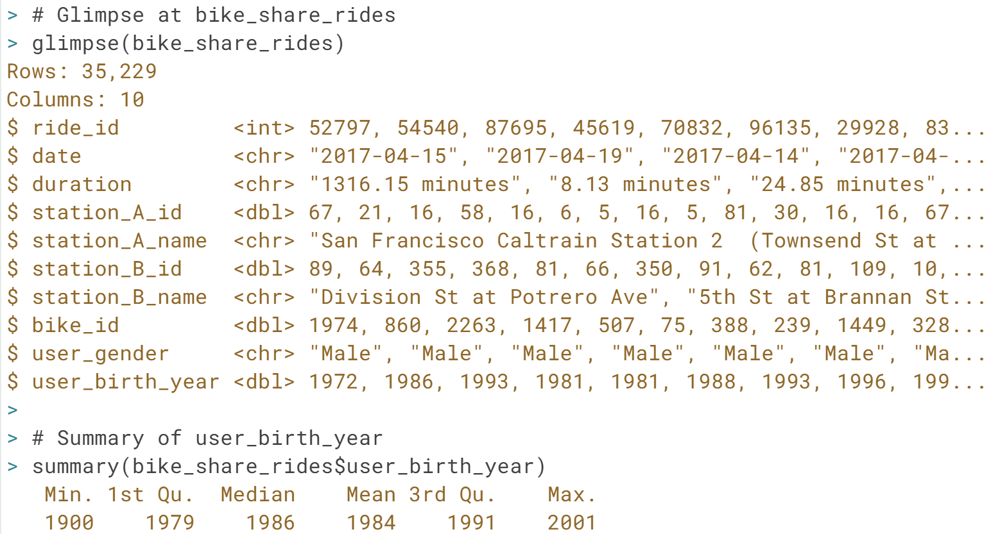 > # Glimpse at bike_share_rides
> glimpse(bike_share_rides)
Rows: 35,229
Columns: 10
$ ride_id         <int> 52797, 54540, 87695, 45619, 70832, 96135, 29928, 83...
$ date            <chr> "2017-04-15", "2017-04-19", "2017-04-14", "2017-04-...
$ duration        <chr> "1316.15 minutes", "8.13 minutes", "24.85 minutes",...
$ station_A_id    <dbl> 67, 21, 16, 58, 16, 6, 5, 16, 5, 81, 30, 16, 16, 67...
$ station_A_name  <chr> "San Francisco Caltrain Station 2  (Townsend St at ...
$ station_B_id    <dbl> 89, 64, 355, 368, 81, 66, 350, 91, 62, 81, 109, 10,...
$ station_B_name  <chr> "Division St at Potrero Ave", "5th St at Brannan St...
$ bike_id         <dbl> 1974, 860, 2263, 1417, 507, 75, 388, 239, 1449, 328...
$ user_gender     <chr> "Male", "Male", "Male", "Male", "Male", "Male", "Ma...
$ user_birth_year <dbl> 1972, 1986, 1993, 1981, 1981, 1988, 1993, 1996, 199...
>
> # Summary of user_birth_year
> summary(bike_share_rides$user_birth_year)
   Min. 1st Qu.  Median    Mean 3rd Qu.    Max.
   1900    1979    1986    1984    1991    2001